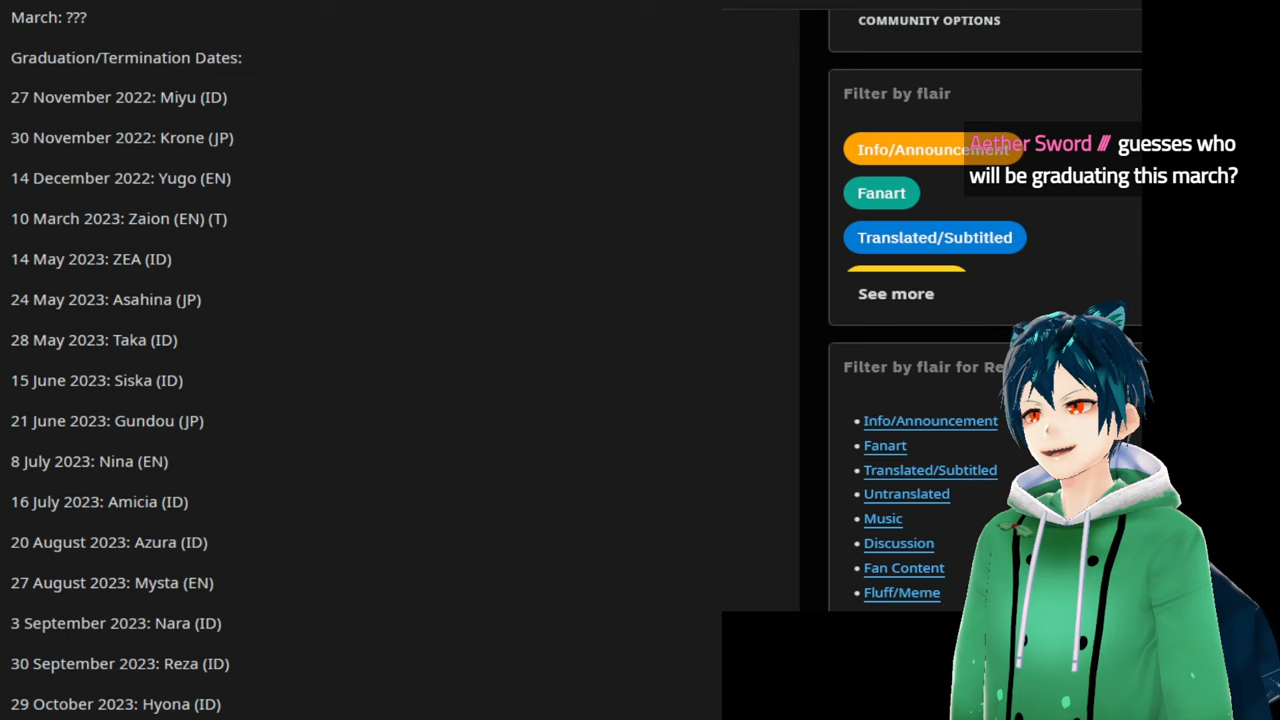 March: ???
Graduation/Termination Dates:
27 November 2022: Miyu (ID)
30 November 2022: Krone (JP)
14 December 2022: Yugo (EN)
10 March 2023: Zaion (EN) (T)
14 May 2023: ZEA (ID)
24 May 2023: Asahina (JP)
28 May 2023: Taka (ID)
15 June 2023: Siska (ID)
21 June 2023: Gundou (JP)
8 July 2023: Nina (EN)
16 July 2023: Amicia (ID)
20 August 2023: Azura (ID)
27 August 2023: Mysta (EN)
3 September 2023: Nara (ID)
30 September 2023: Reza (ID)
29 October 2023: Hyona (ID)
COMMUNITY OPTIONS
Filter by flair
Info/Announcement
Fanart
Translated/Subtitled
See more
Filter by flair for Re
Info/Announcement
Fanart
Translated/Subtitled
Untranslated
Music
Discussion
Fan Content
Fluff/Meme
Aether Sword /// guesses who
will be graduating this march?